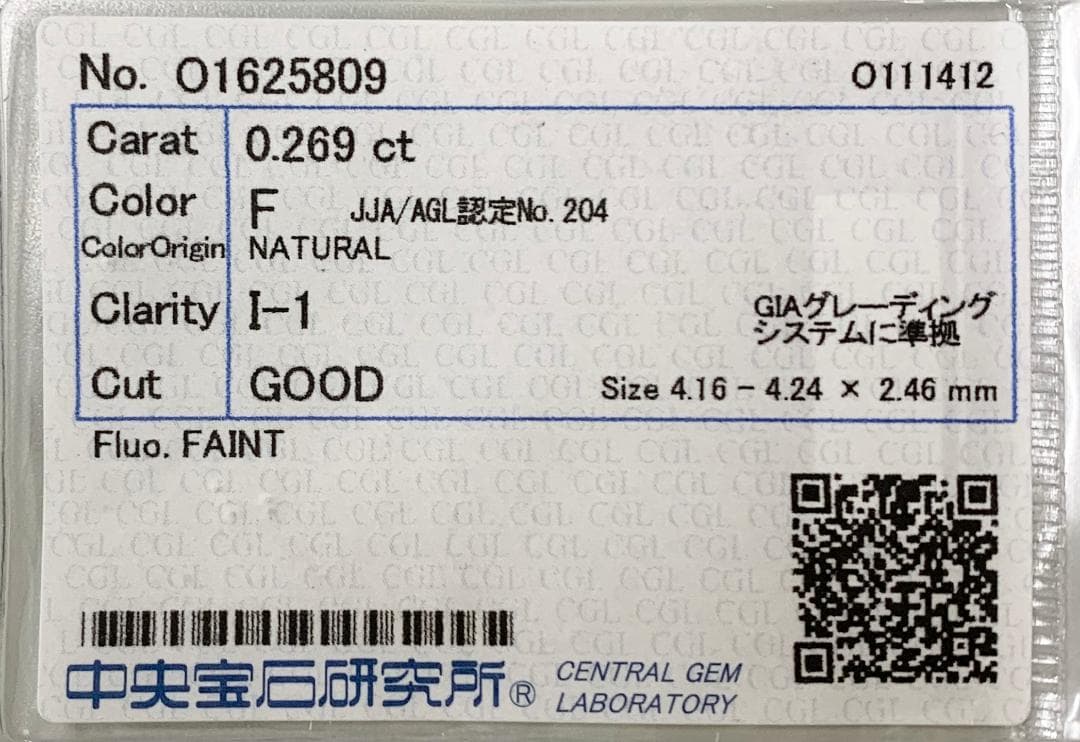 No. O1625809
O111412
Carat 0.269 ct
Color F JJA/AGL認定No. 204
ColorOrigin NATURAL
Clarity I-1
GIAグレーディング
システムに準拠
Cut GOOD Size 4.16 - 4.24 × 2.46 mm
Fluo. FAINT
中央宝石研究所® CENTRAL GEM
LABORATORY